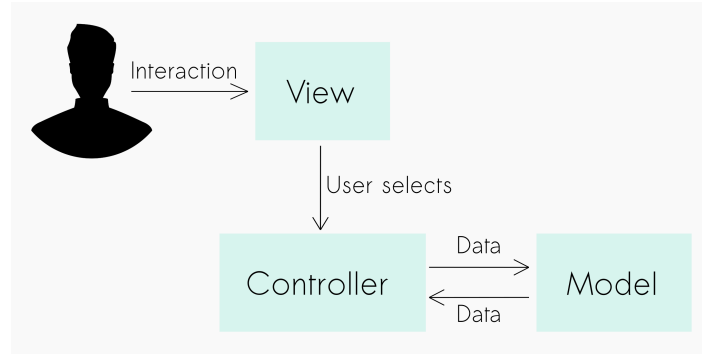 Interaction
View
User selects
Data
Controller
Model
Data